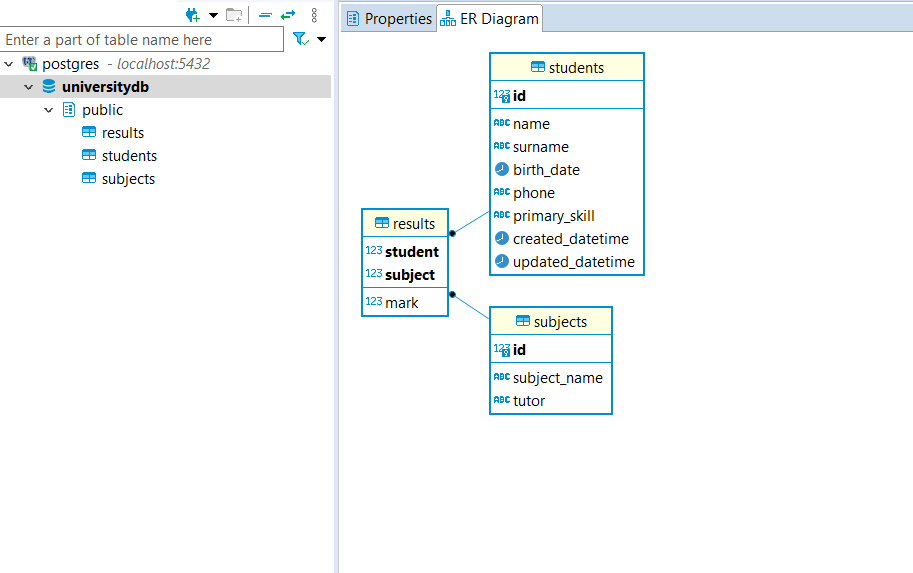 Enter a part of table name here
postgres - localhost:5432
universitydb
public
results
students
subjects
Properties
ER Diagram
students
123 id
ABC name
ABC surname
birth_date
ABC phone
ABC primary_skill
created_datetime
updated_datetime
results
123 student
123 subject
123 mark
subjects
123 id
ABC subject_name
ABC tutor